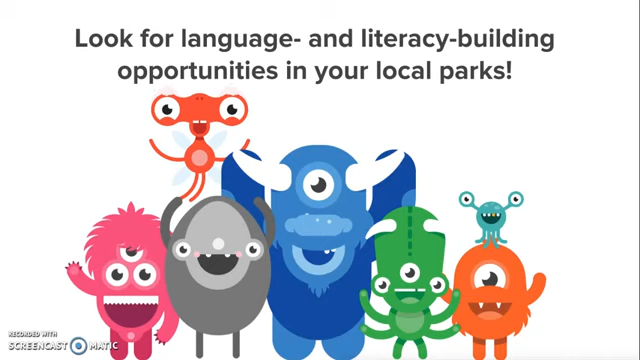 Look for language- and literacy-building
opportunities in your local parks!
RECORDED WITH
SCREENCAST MATIC